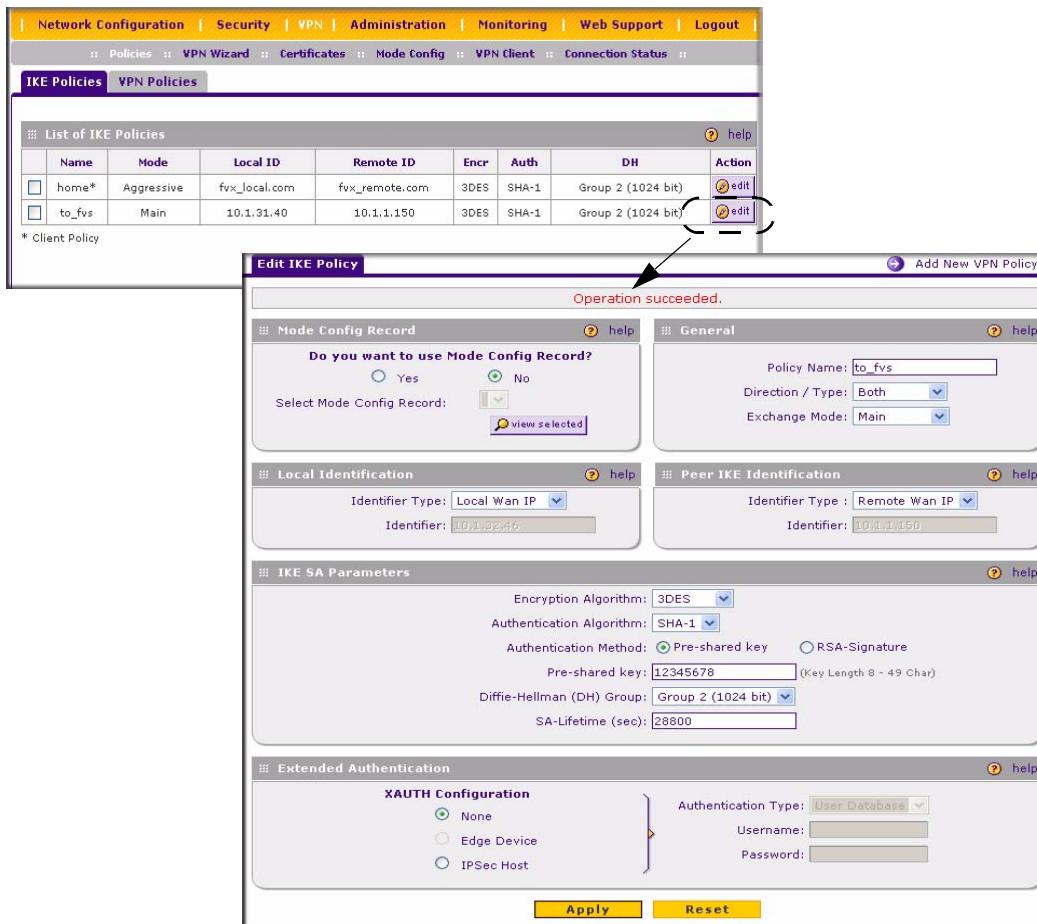 Network Configuration | Security | VPN | Administration | Monitoring | Web Support | Logout
:: Policies :: VPN Wizard :: Certificates :: Mode Config :: VPN Client :: Connection Status ::
IKE Policies VPN Policies
List of IKE Policies help
Name Mode Local ID Remote ID Encr Auth DH Action
home* Aggressive fvx_local.com fvx_remote.com 3DES SHA-1 Group 2 (1024 bit) edit
to_fvs Main 10.1.31.40 10.1.1.150 3DES SHA-1 Group 2 (1024 bit) edit
* Client Policy
Edit IKE Policy Add New VPN Policy
Operation succeeded.
Mode Config Record help
Do you want to use Mode Config Record?
Yes No
Select Mode Config Record:
view selected
General help
Policy Name: to_fvs
Direction / Type: Both
Exchange Mode: Main
Local Identification help
Identifier Type: Local Wan IP
Identifier: 10.1.32.46
Peer IKE Identification help
Identifier Type : Remote Wan IP
Identifier: 10.1.1.150
IKE SA Parameters help
Encryption Algorithm: 3DES
Authentication Algorithm: SHA-1
Authentication Method: Pre-shared key RSA-Signature
Pre-shared key: 12345678 (Key Length 8 - 49 Char)
Diffie-Hellman (DH) Group: Group 2 (1024 bit)
SA-Lifetime (sec): 28800
Extended Authentication help
XAUTH Configuration
None
Edge Device
IPSec Host
Authentication Type: User Database
Username:
Password:
Apply Reset